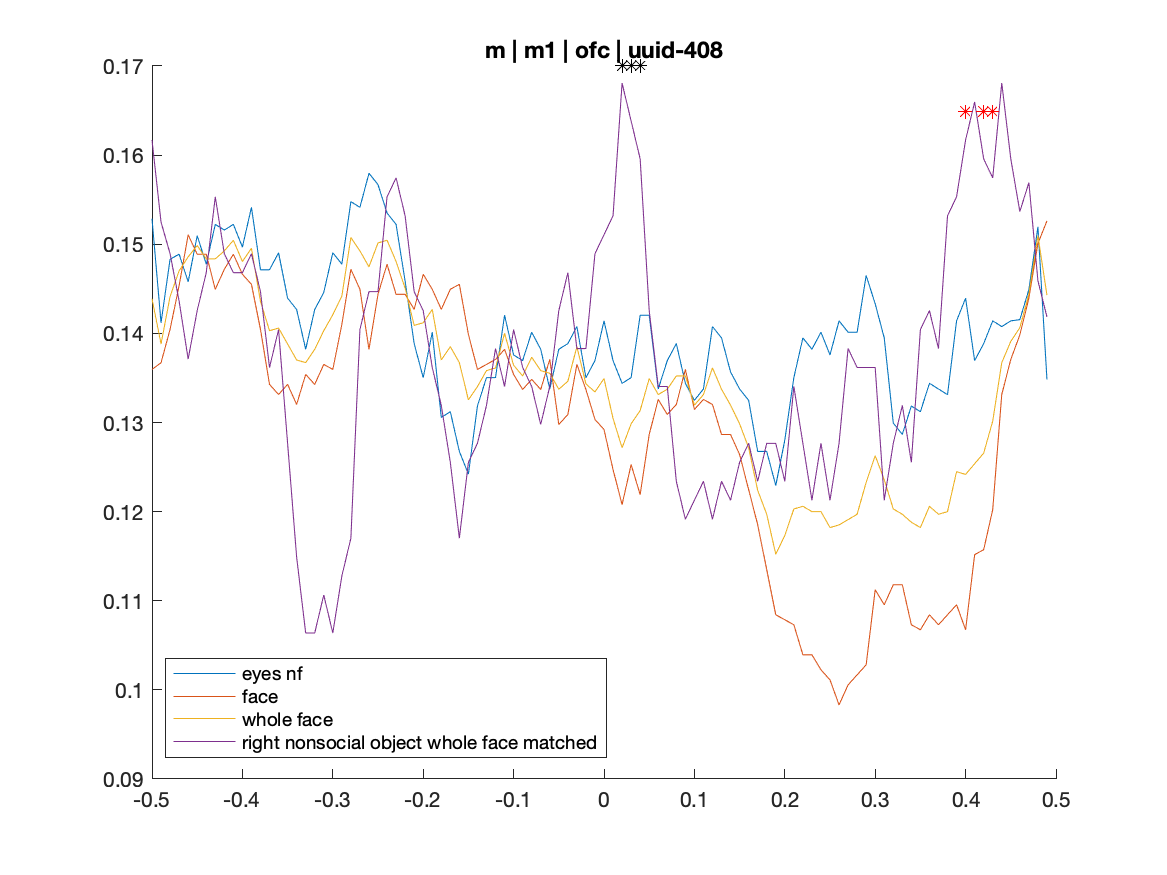 m | m1 | ofc | uuid-408
0.17
0.16
0.15
0.14
0.13
0.12
0.11
0.1
0.09
eyes nf
face
whole face
right nonsocial object whole face matched
-0.5 -0.4 -0.3 -0.2 -0.1 0 0.1 0.2 0.3 0.4 0.5